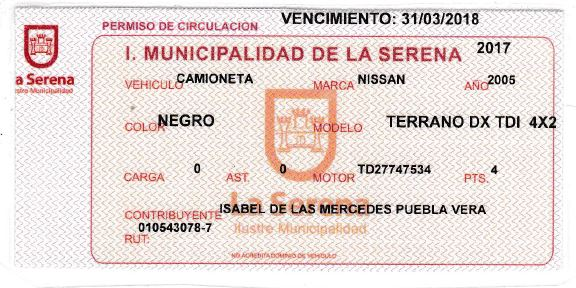 VENCIMIENTO: 31/03/2018
PERMISO DE CIRCULACION
I. MUNICIPALIDAD DE LA SERENA 2017
La Serena
Ilustre Municipalidad
VEHICULO CAMIONETA MARCA NISSAN AÑO 2005
COLOR NEGRO MODELO TERRANO DX TDI 4X2
CARGA 0 AST. 0 MOTOR TD27747534 PTS. 4
La Serena
CONTRIBUYENTE ISABEL DE LAS MERCEDES PUEBLA VERA
Ilustre Municipalidad
RUT: 010543078-7
NO ACREDITA DOMINIO DE VEHICULO